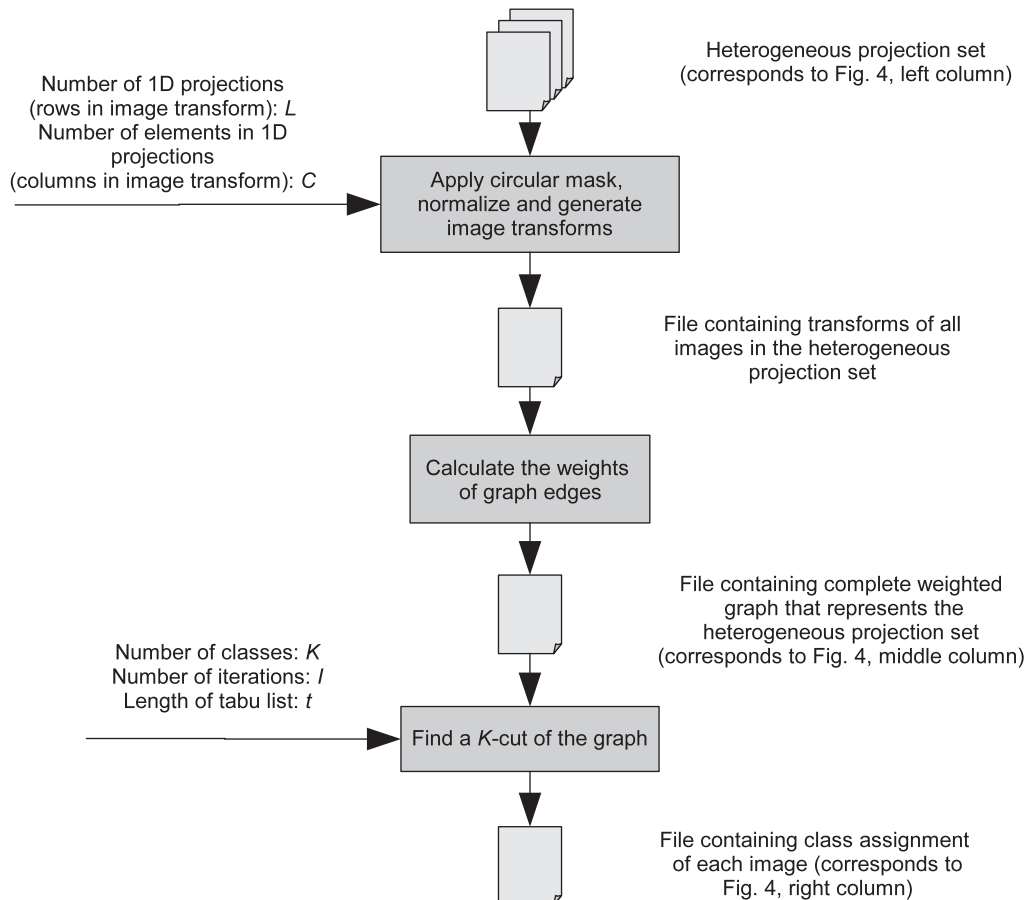 Heterogeneous projection set
(corresponds to Fig. 4, left column)
Number of 1D projections
(rows in image transform): L
Number of elements in 1D
projections
(columns in image transform): C
Apply circular mask,
normalize and generate
image transforms
File containing transforms of all
images in the heterogeneous
projection set
Calculate the weights
of graph edges
File containing complete weighted
graph that represents the
heterogeneous projection set
(corresponds to Fig. 4, middle column)
Number of classes: K
Number of iterations: I
Length of tabu list: t
Find a K-cut of the graph
File containing class assignment
of each image (corresponds to
Fig. 4, right column)